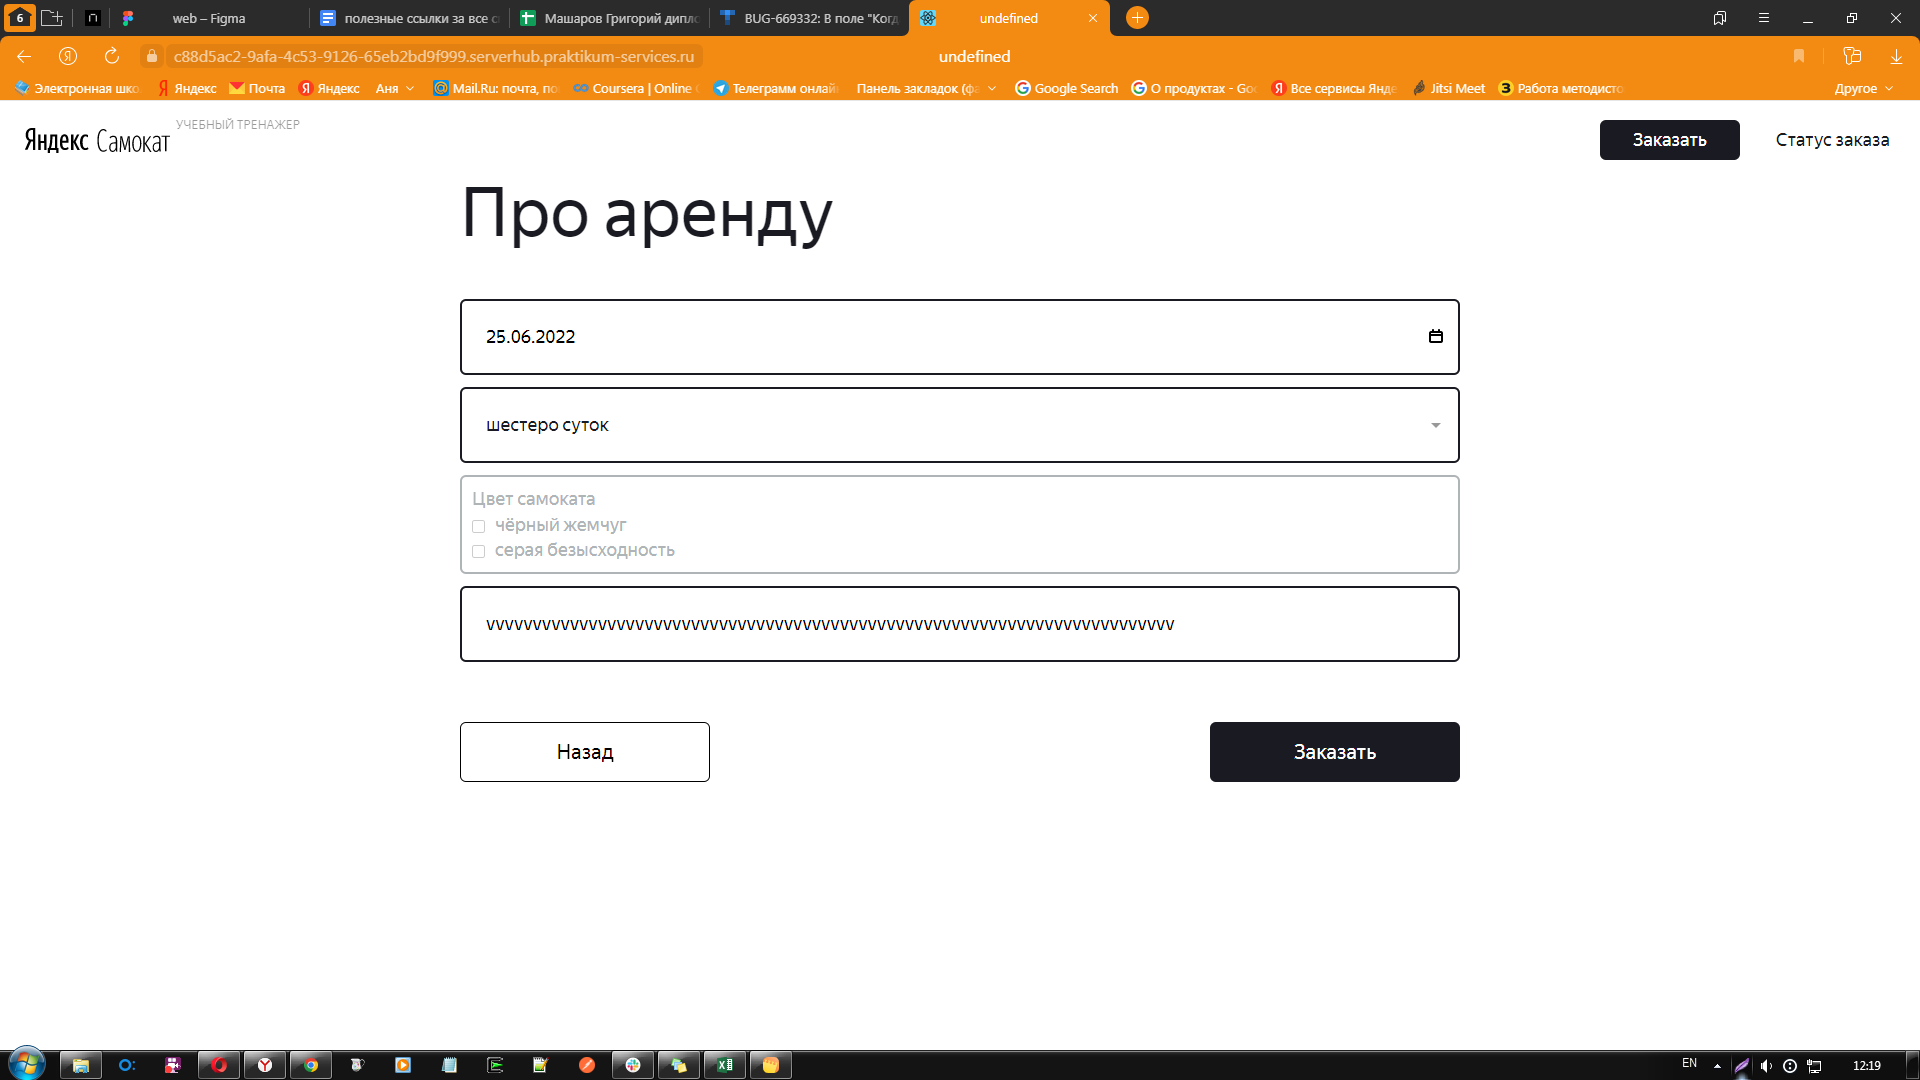 6
web – Figma
полезные ссылки за все с
Машаров Григорий дипло
BUG-669332: В поле "Когд
undefined
c88d5ac2-9afa-4c53-9126-65eb2bd9f999.serverhub.praktikum-services.ru
undefined
Электронная шко
Яндекс
Почта
Яндекс
Аня
Mail.Ru: почта, по
Coursera | Online
Телеграмм онлай
Панель закладок (фа
Google Search
О продуктах - Goo
Все сервисы Янде
Jitsi Meet
Работа методисто
Другое
Яндекс Самокат
УЧЕБНЫЙ ТРЕНАЖЕР
Заказать
Статус заказа
Про аренду
25.06.2022
шестеро суток
Цвет самоката
чёрный жемчуг
серая безысходность
vvvvvvvvvvvvvvvvvvvvvvvvvvvvvvvvvvvvvvvvvvvvvvvvvvvvvvvvvvvvvvvvvvvvvvvvvvv
Назад
Заказать
EN
12:19